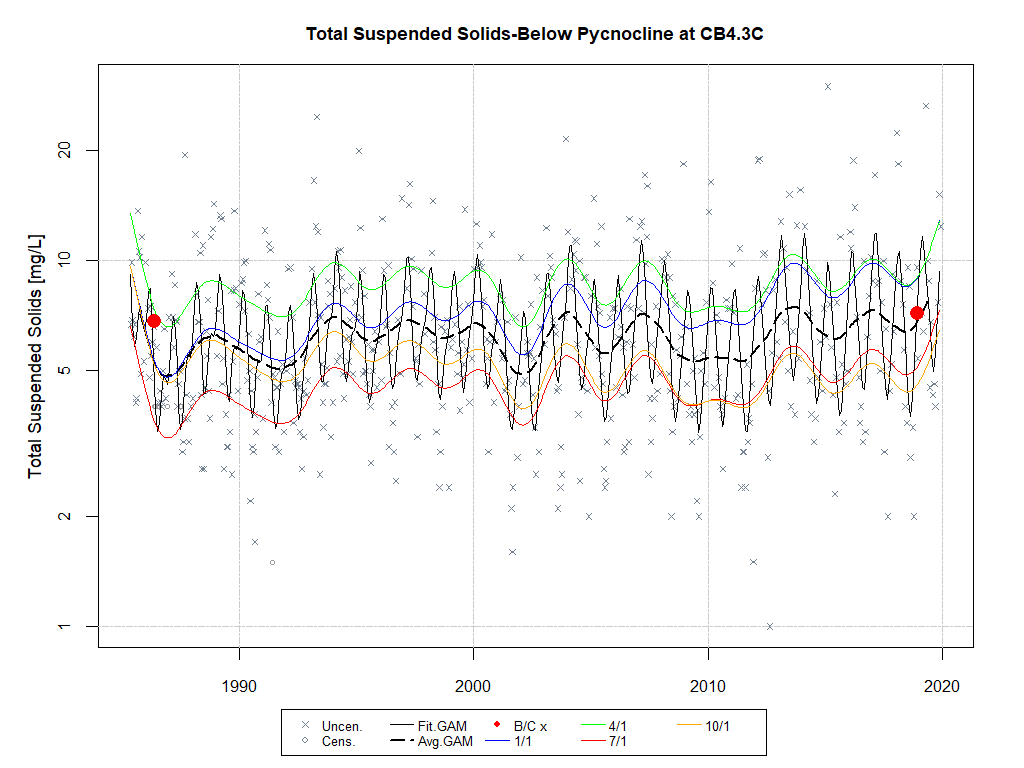 Total Suspended Solids-Below Pycnocline at CB4.3C
Total Suspended Solids [mg/L]
20
10
5
2
1
1990 2000 2010 2020
Uncen. Fit.GAM B/C x 4/1 10/1
Cens. Avg.GAM 1/1 7/1